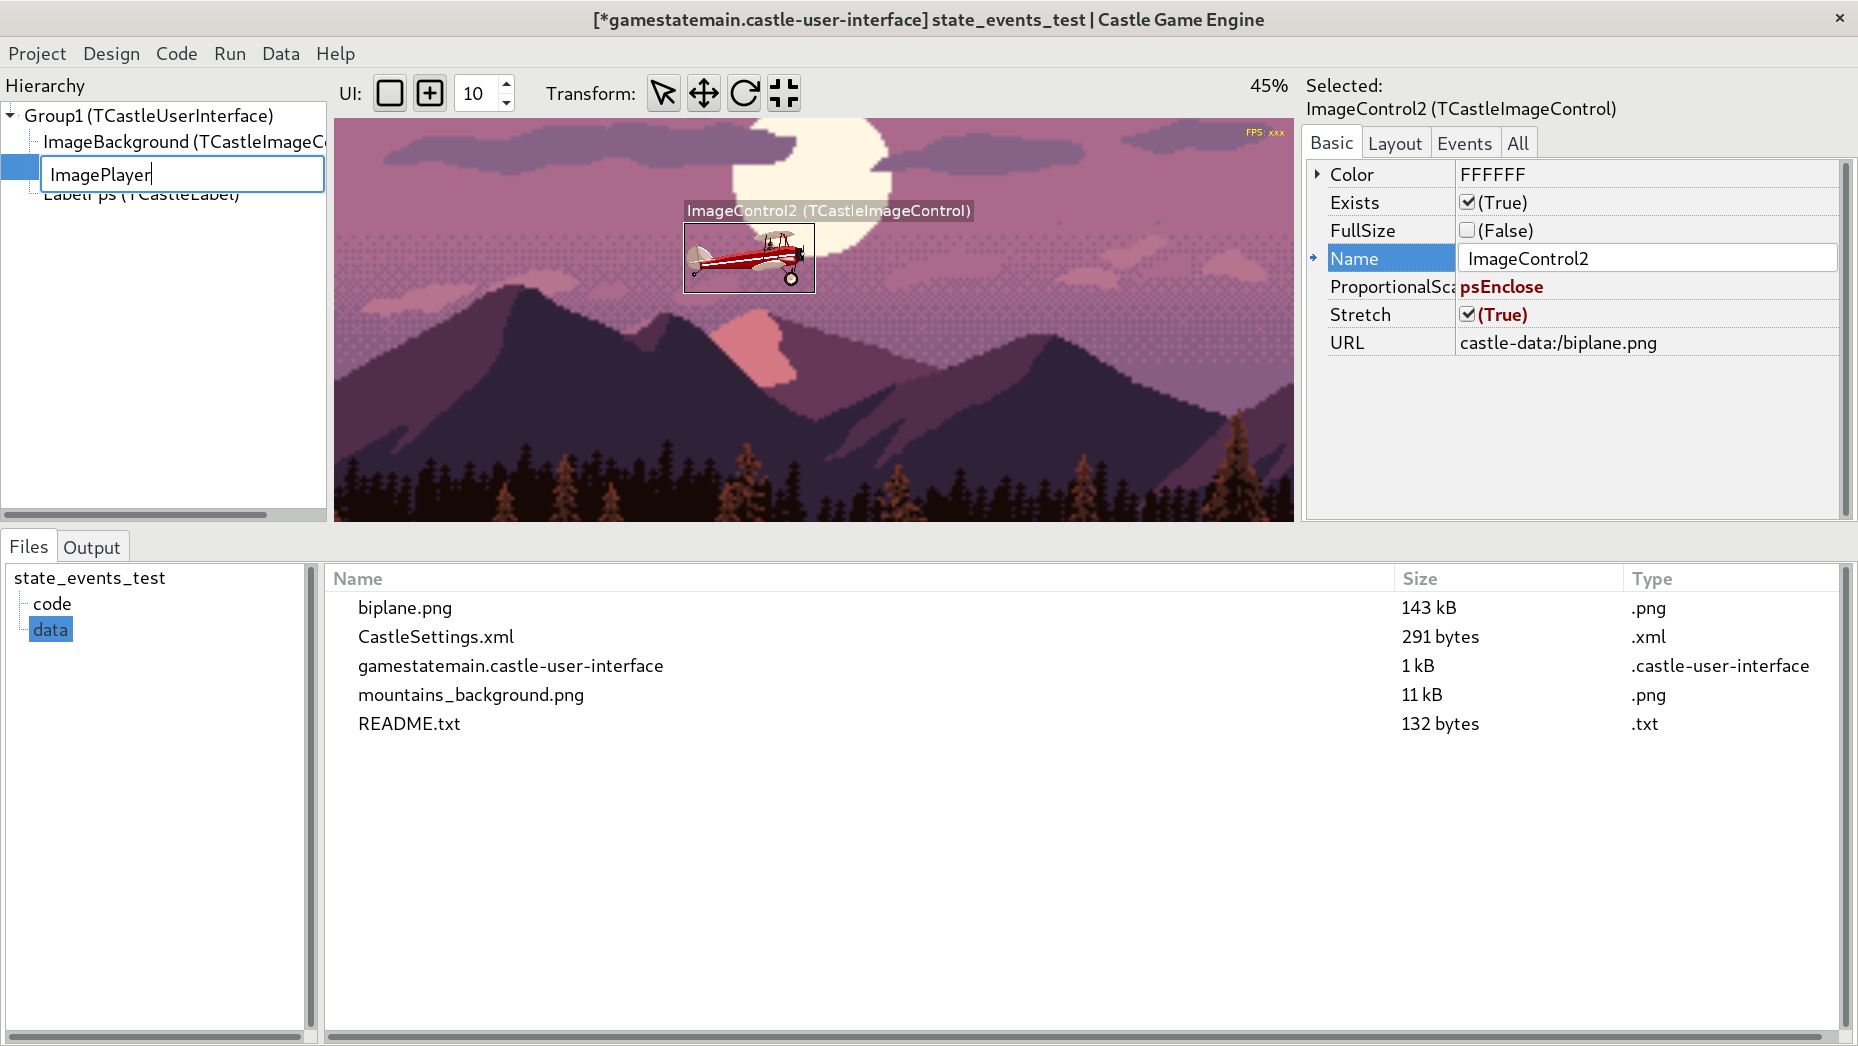 [*gamestatemain.castle-user-interface] state_events_test | Castle Game Engine
Project Design Code Run Data Help
Hierarchy
Group1 (TCastleUserInterface)
ImageBackground (TCastleImageC
ImagePlayer
LabelFps (TCastleLabel)
UI: 10 Transform: 45%
FPS: xxx
ImageControl2 (TCastleImageControl)
Selected:
ImageControl2 (TCastleImageControl)
Basic Layout Events All
Color FFFFFF
Exists (True)
FullSize (False)
Name ImageControl2
ProportionalSca psEnclose
Stretch (True)
URL castle-data:/biplane.png
Files Output
state_events_test
code
data
Name Size Type
biplane.png 143 kB .png
CastleSettings.xml 291 bytes .xml
gamestatemain.castle-user-interface 1 kB .castle-user-interface
mountains_background.png 11 kB .png
README.txt 132 bytes .txt